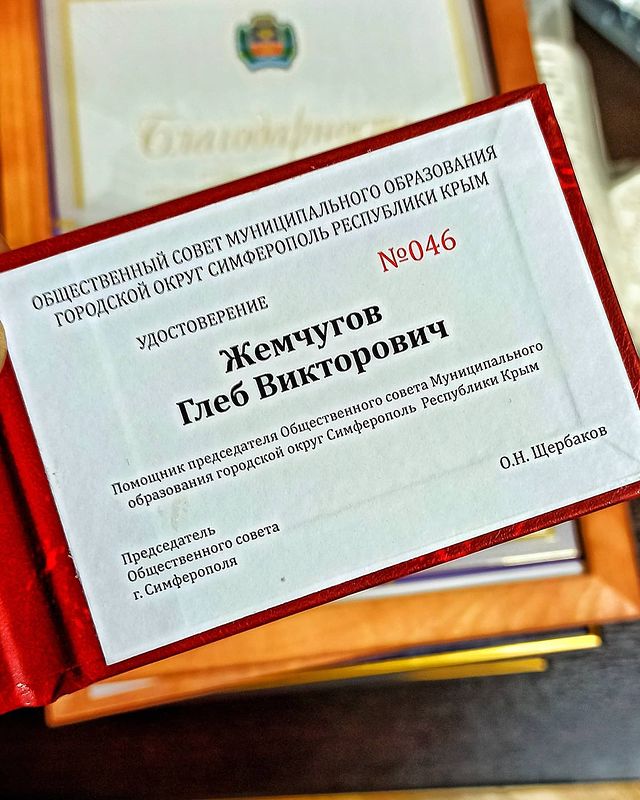 Благодарность
ОБЩЕСТВЕННЫЙ СОВЕТ МУНИЦИПАЛЬНОГО ОБРАЗОВАНИЯ
ГОРОДСКОЙ ОКРУГ СИМФЕРОПОЛЬ РЕСПУБЛИКИ КРЫМ
№046
УДОСТОВЕРЕНИЕ
Жемчугов
Глеб Викторович
Помощник председателя Общественного совета Муниципального
образования городской округ Симферополь Республики Крым
О.Н. Щербаков
Председатель
Общественного совета
г. Симферополя